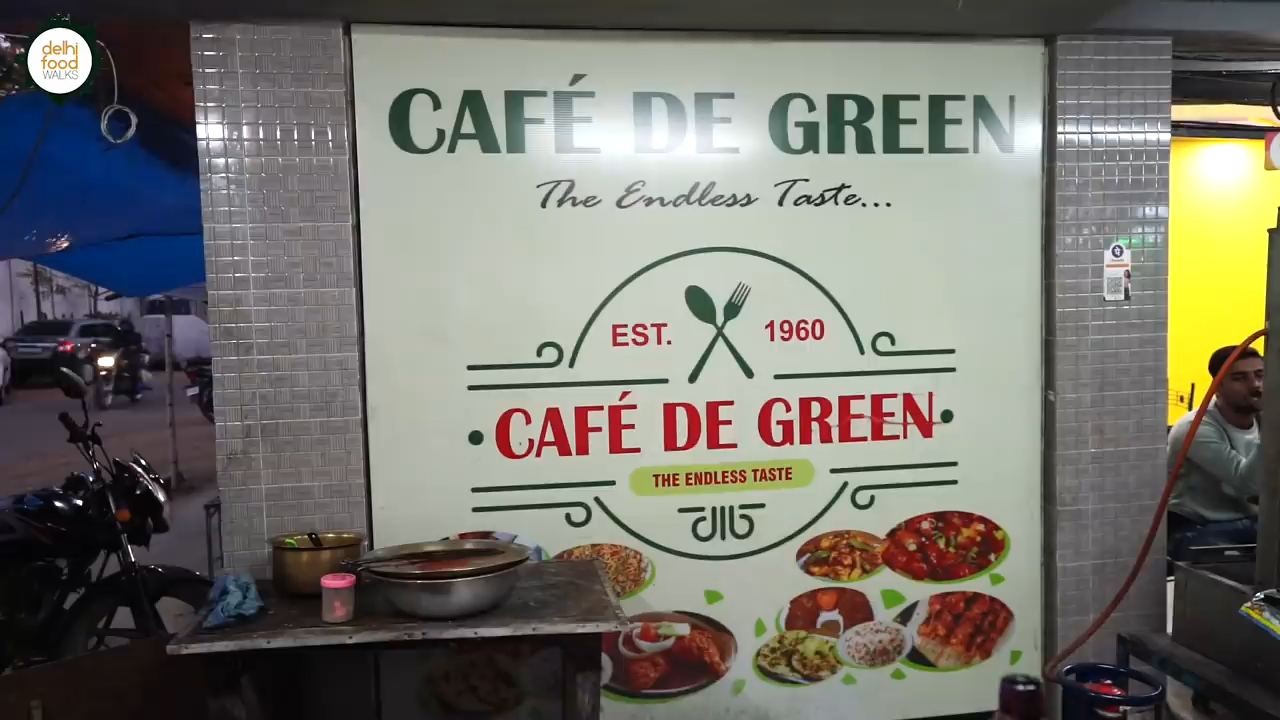 delhi
food
WALKS
CAFÉ DE GREEN
The Endless Taste...
EST. 1960
CAFÉ DE GREEN
THE ENDLESS TASTE